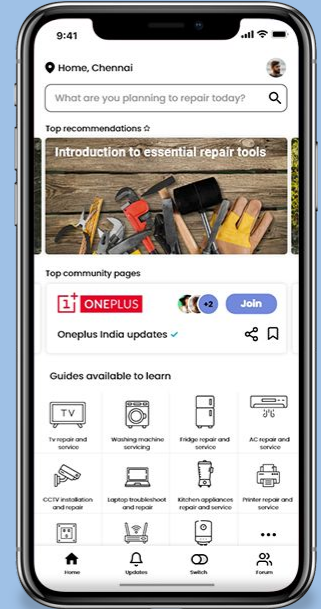 9:41
Home, Chennai
What are you planning to repair today?
Top recommendations ☆
Introduction to essential repair tools
Top community pages
1+ ONEPLUS
+2
Join
Oneplus India updates
Guides available to learn
TV
Tv repair and service
Washing machine servicing
Fridge repair and service
AC repair and service
CCTV installation and repair
Laptop troubleshoot and repair
Kitchen appliances repair and service
Printer repair and service
Home
Updates
Switch
Forum